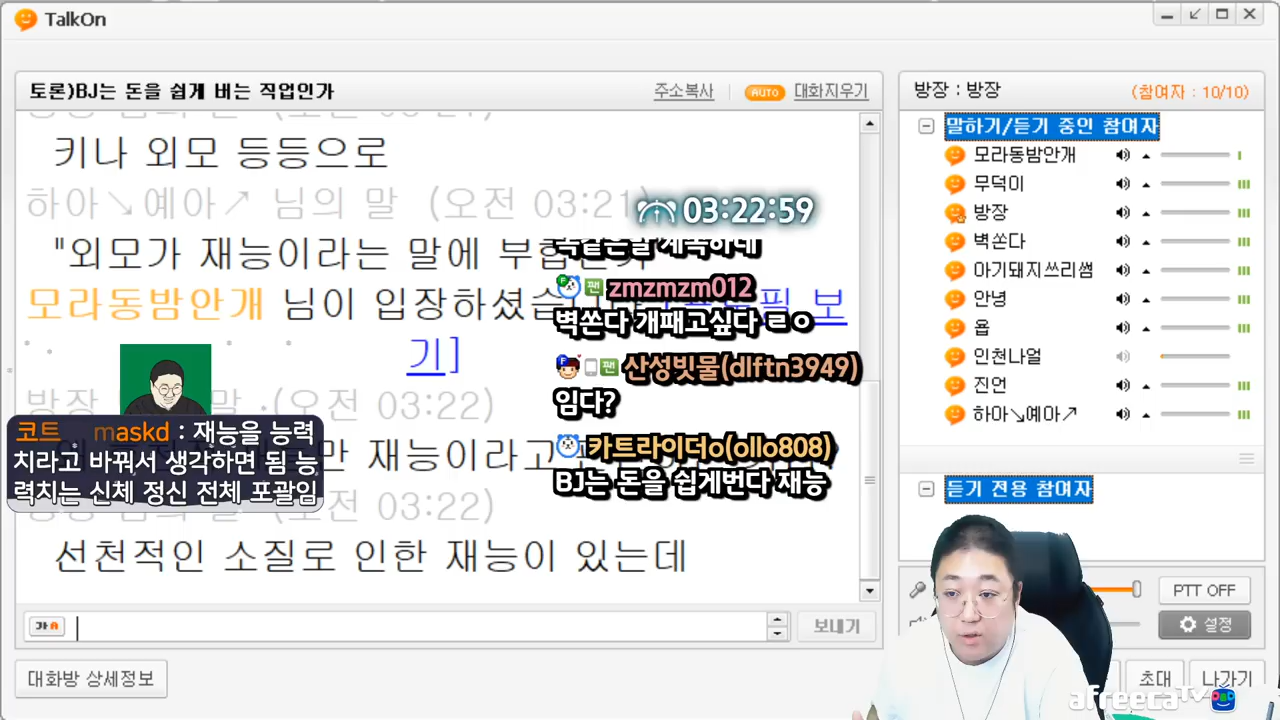 TalkOn
토론)BJ는 돈을 쉽게 버는 직업인가
주소복사
AUTO
대화지우기
키나 외모 등등으로
하아↘예아↗ 님의 말 (오전 03:21)
"외모가 재능이라는 말에 부합
모라동밤안개 님이 입장하셨습
보
기]
방장
말 (오전 03:22)
만 재능이라고
(오전 03:22)
선천적인 소질로 인한 재능이 있는데
가a
보내기
대화방 상세정보
03:22:59
팬 zmzmzm012
벽쏜다 개패고싶다 ㄹㅇ
팬 산성빗물(dlftn3949)
임다?
카트라이더o(ollo808)
BJ는 돈을 쉽게번다 재능
코트 maskd : 재능을 능력
치라고 바꿔서 생각하면 됨 능
력치는 신체 정신 전체 포괄임
방장 : 방장
(참여자 : 10/10)
말하기/듣기 중인 참여자
모라동밤안개
무덕이
방장
벽쏜다
아기돼지쓰리썸
안녕
욥
인천나얼
진언
하아↘예아↗
듣기 전용 참여자
PTT OFF
설정
초대
나가기
afreecaTV